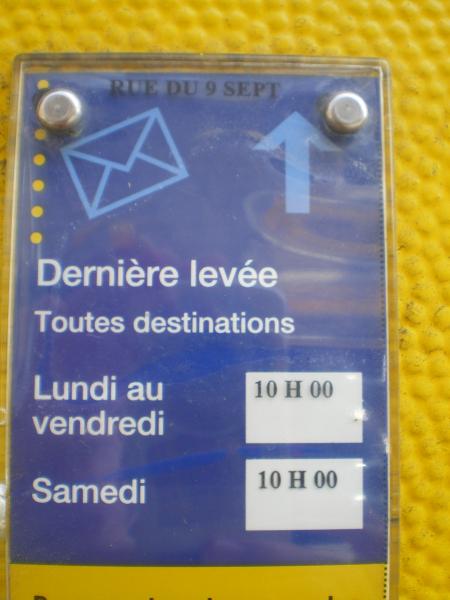 RUE DU 9 SEPT
Dernière levée
Toutes destinations
Lundi au
vendredi
10 H 00
Samedi
10 H 00